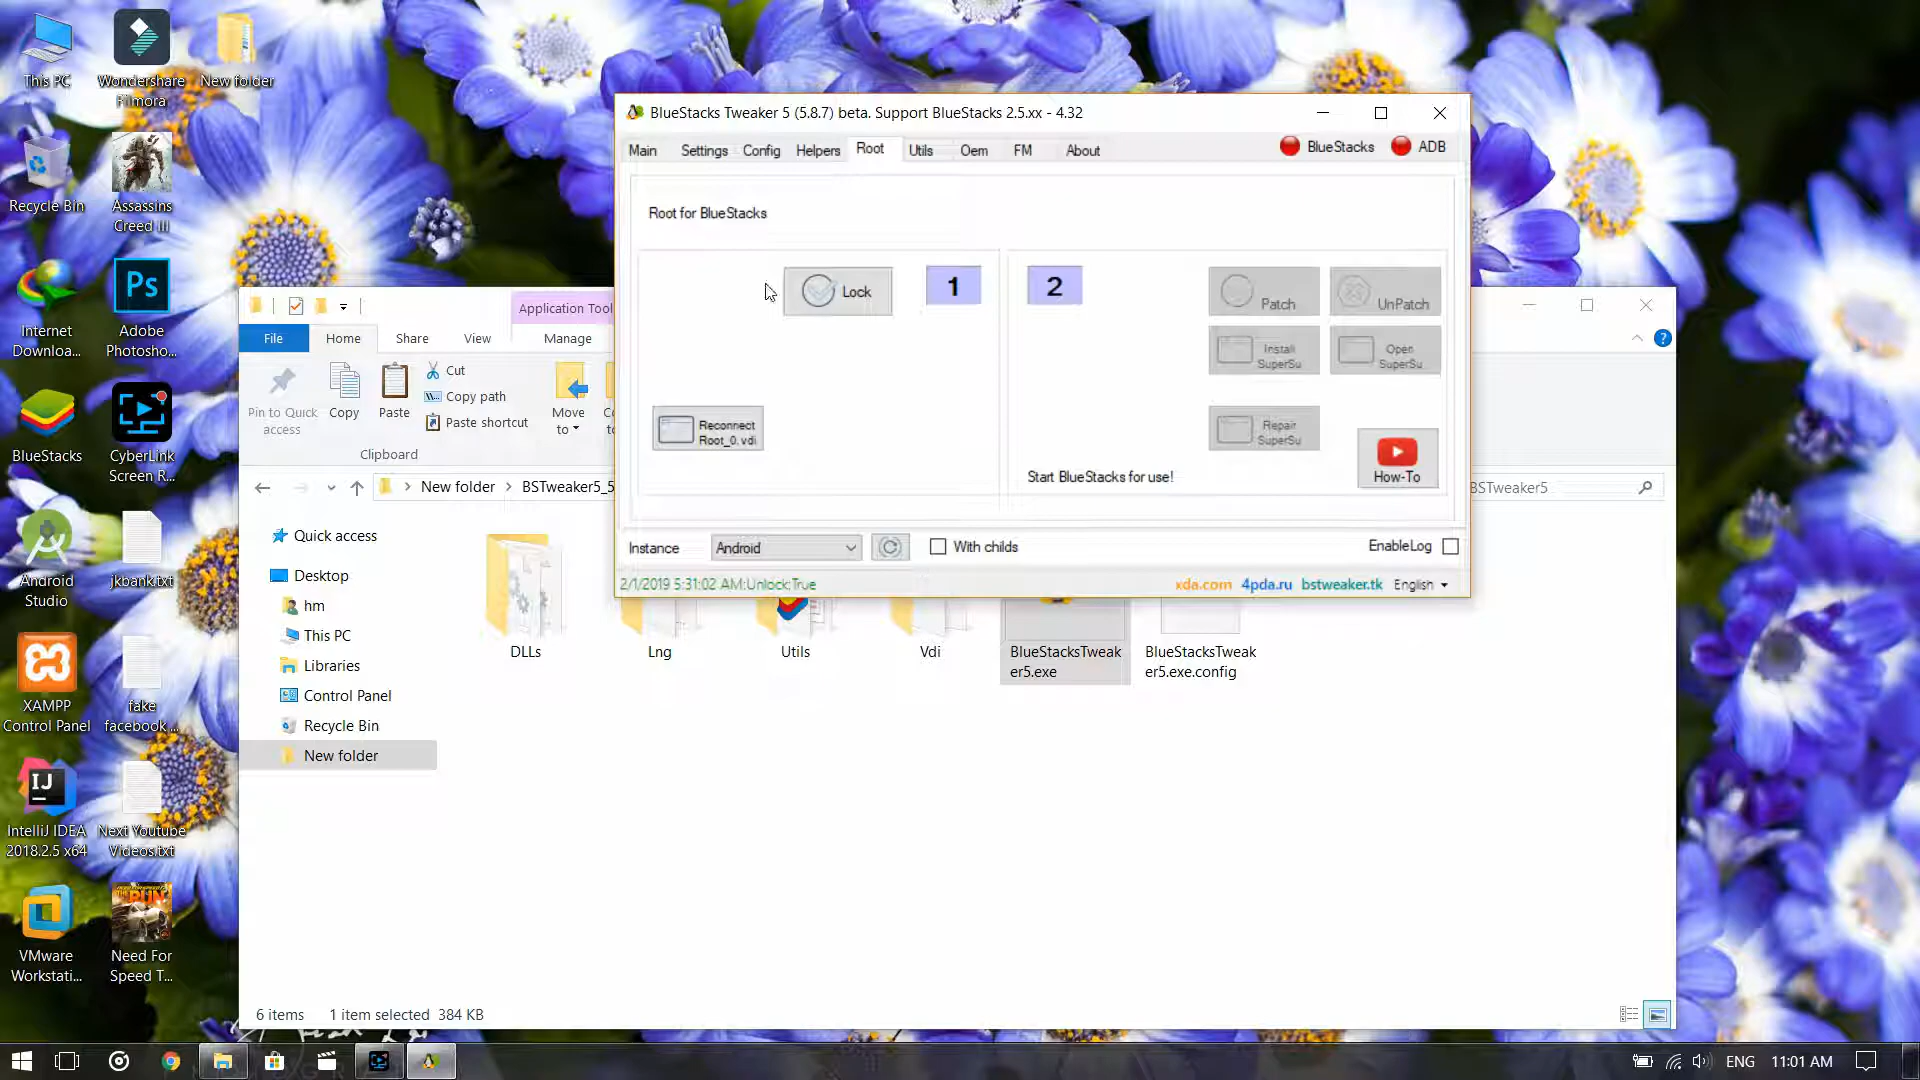 This PC
Wondershare
Filmora
New folder
Recycle Bin
Assassins
Creed III
Internet
Downloa...
Ps
Adobe
Photosho...
BlueStacks
CyberLink
Screen R...
Android
Studio
jkbank.txt
XAMPP
Control Panel
fake
facebook ...
IJ
IntelliJ IDEA
2018.2.5 x64
Next Youtube
Videos.txt
VMware
Workstati...
Need For
Speed T...
BlueStacks Tweaker 5 (5.8.7) beta. Support BlueStacks 2.5.xx - 4.32
Main
Settings
Config
Helpers
Root
Utils
Oem
FM
About
BlueStacks
ADB
Root for BlueStacks
Lock
1
2
Patch
UnPatch
Install
SuperSu
Open
SuperSu
Reconnect
Root_0.vdi
Repair
SuperSu
How-To
Start BlueStacks for use!
Instance
Android
With childs
EnableLog
2/1/2019 5:31:02 AM:Unlock:True
xda.com
4pda.ru
bstweaker.tk
English
Application Tool
File
Home
Share
View
Manage
?
Pin to Quick
access
Copy
Paste
Cut
Copy path
Paste shortcut
Move
to
Clipboard
New folder
BSTweaker5_5
BSTweaker5
Quick access
Desktop
hm
This PC
Libraries
Control Panel
Recycle Bin
New folder
DLLs
Lng
Utils
Vdi
BlueStacksTweak
er5.exe
BlueStacksTweak
er5.exe.config
6 items
1 item selected 384 KB
ENG
11:01 AM